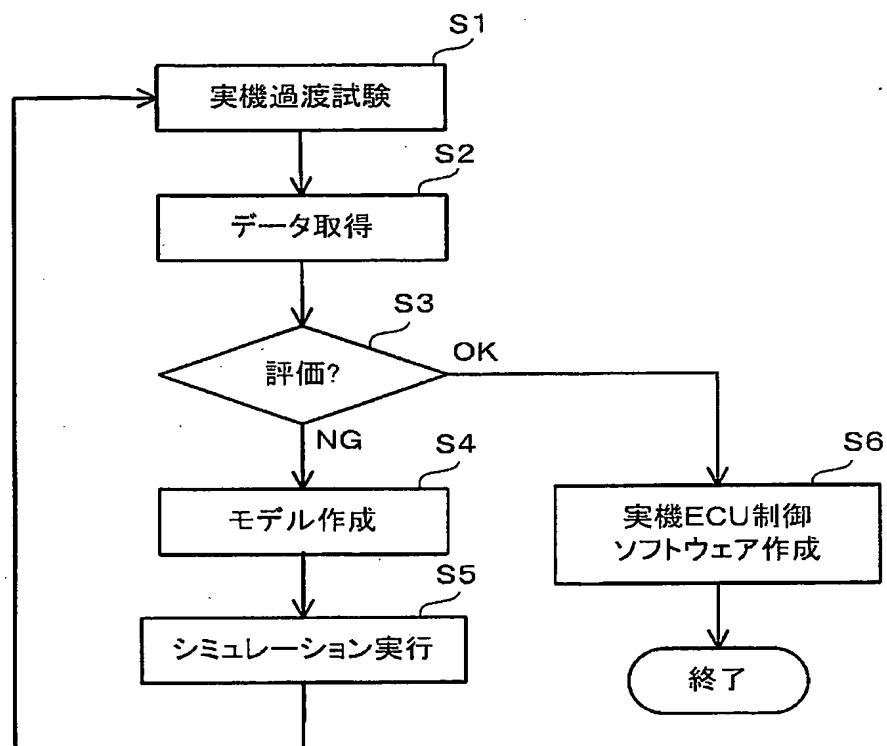 S1
実機過渡試験
S2
データ取得
S3
評価?
OK
NG
S4
モデル作成
S5
シミュレーション実行
S6
実機ECU制御
ソフトウェア作成
終了